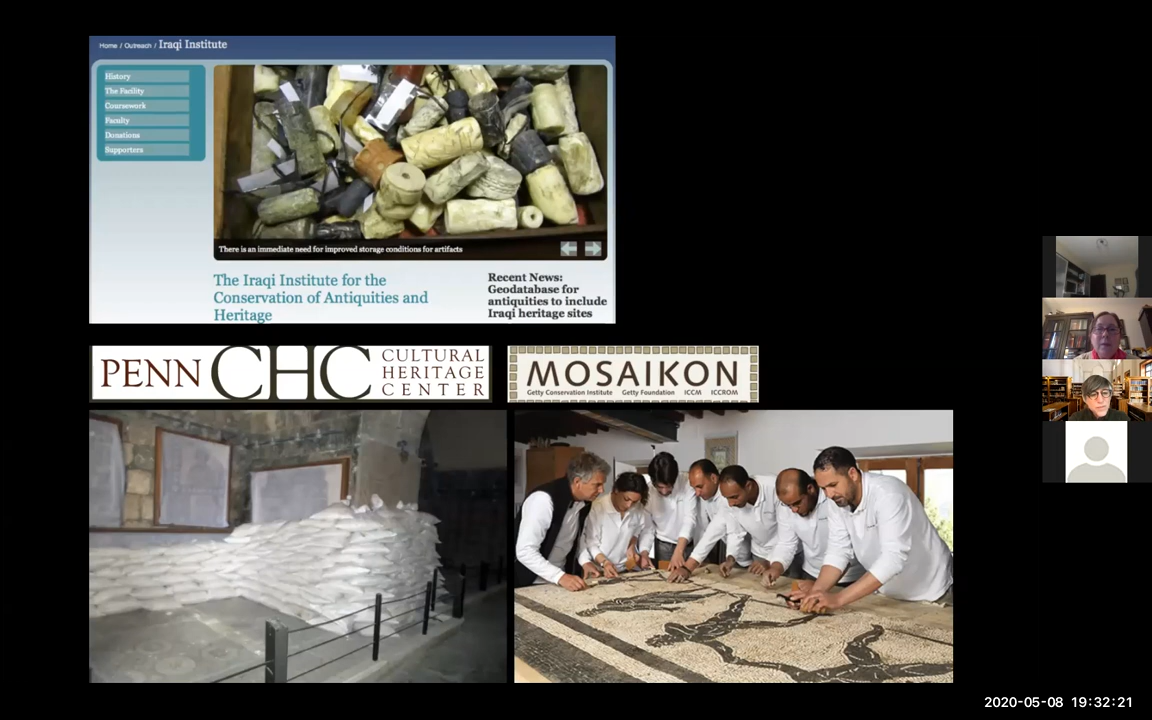 Home / Outreach / Iraqi Institute
History
The Facility
Coursework
Faculty
Donations
Supporters
There is an immediate need for improved storage conditions for artifacts
The Iraqi Institute for the
Conservation of Antiquities and
Heritage
Recent News:
Geodatabase for
antiquities to include
Iraqi heritage sites
PENN CHC CULTURAL
HERITAGE
CENTER
MOSAIKON
Getty Conservation Institute Getty Foundation ICCM ICCROM
2020-05-08 19:32:21